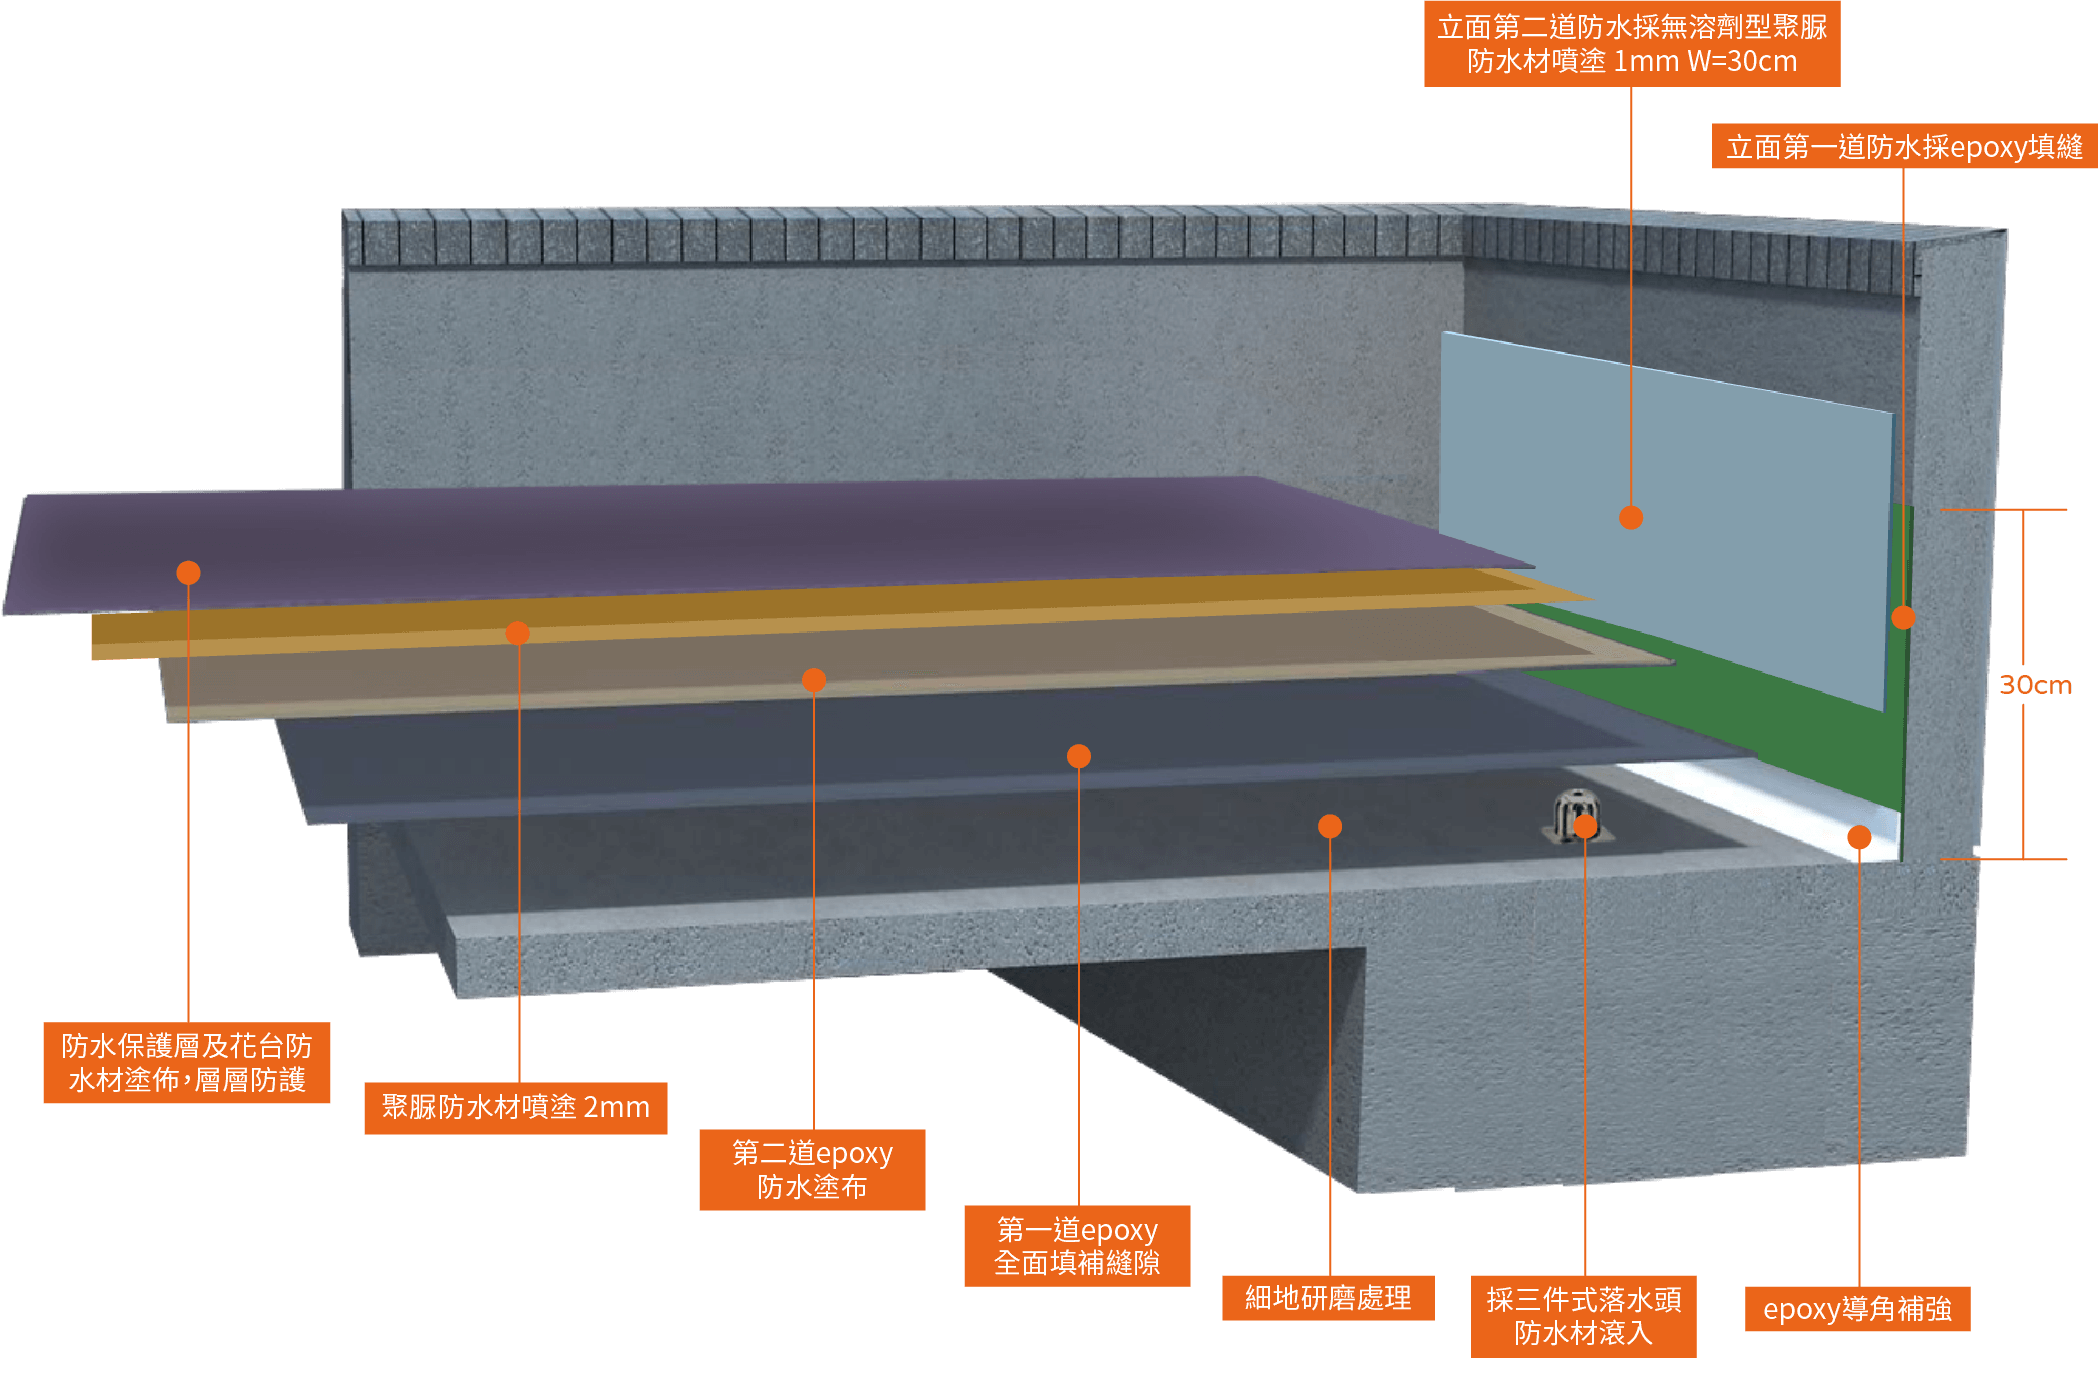 立面第二道防水採無溶劑型聚脲
防水材噴塗 1mm W=30cm
立面第一道防水採epoxy填縫
30cm
防水保護層及花台防
水材塗佈，層層防護
聚脲防水材噴塗 2mm
第二道epoxy
防水塗布
第一道epoxy
全面填補縫隙
細地研磨處理
採三件式落水頭
防水材滾入
epoxy導角補強